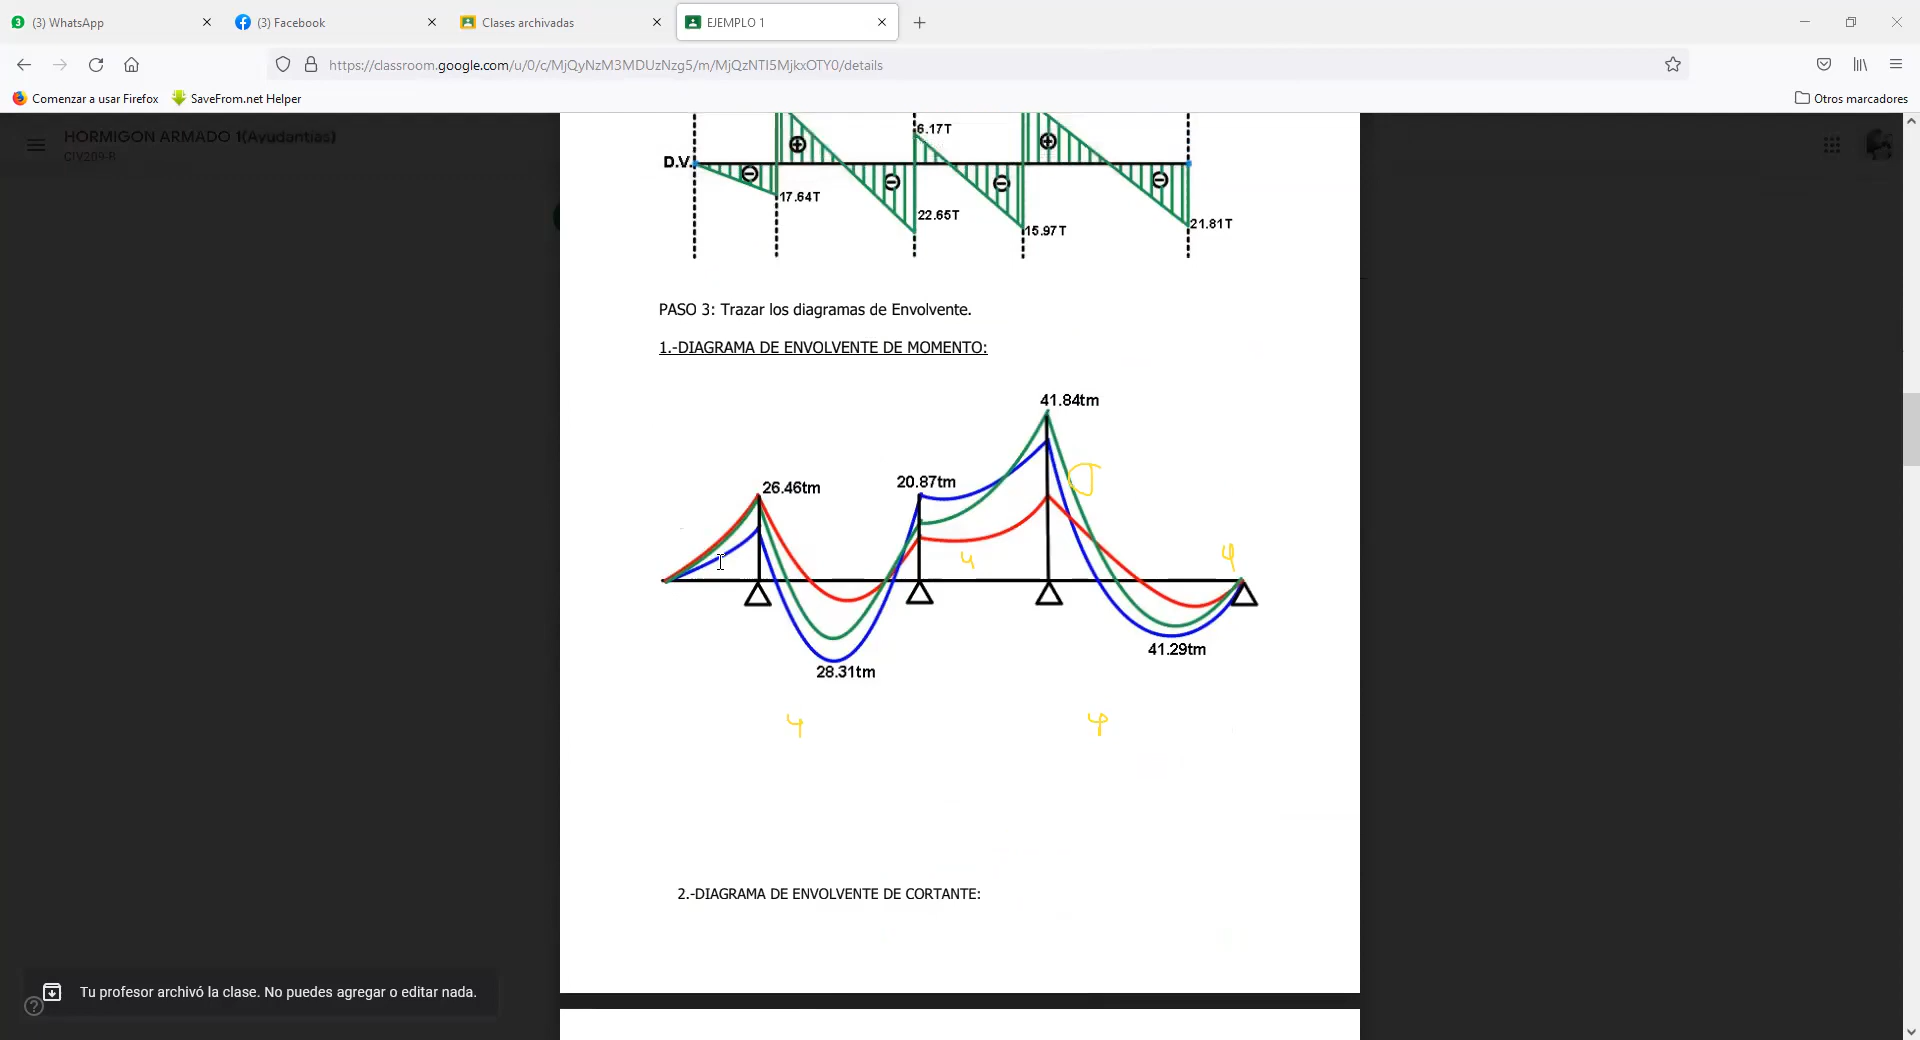 (3) WhatsApp
(3) Facebook
Clases archivadas
EJEMPLO 1
https://classroom.google.com/u/0/c/MjQyNzM3MDUzNzg5/m/MjQzNTI5MjkxOTY0/details
Comenzar a usar Firefox
SaveFrom.net Helper
Otros marcadores
HORMIGON ARMADO 1(Ayudantías)
CIV209-R
6.17T
D.V.
17.64T
22.65T
15.97T
21.81T
PASO 3: Trazar los diagramas de Envolvente.
1.-DIAGRAMA DE ENVOLVENTE DE MOMENTO:
41.84tm
26.46tm
20.87tm
41.29tm
28.31tm
2.-DIAGRAMA DE ENVOLVENTE DE CORTANTE:
Tu profesor archivó la clase. No puedes agregar o editar nada.